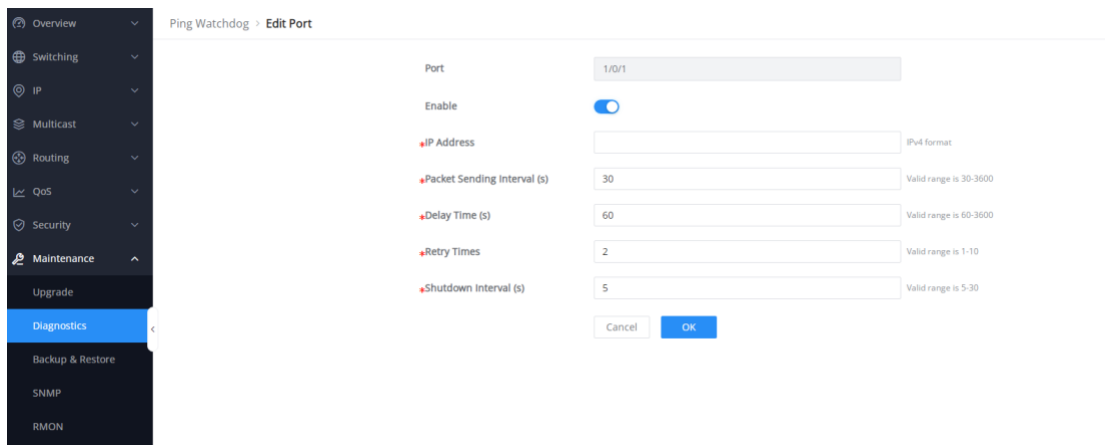 Overview
Switching
IP
Multicast
Routing
QoS
Security
Maintenance
Upgrade
Diagnostics
Backup & Restore
SNMP
RMON
Ping Watchdog > Edit Port
Port 1/0/1
Enable
*IP Address IPv4 format
*Packet Sending Interval (s) 30 Valid range is 30-3600
*Delay Time (s) 60 Valid range is 60-3600
*Retry Times 2 Valid range is 1-10
*Shutdown Interval (s) 5 Valid range is 5-30
Cancel OK